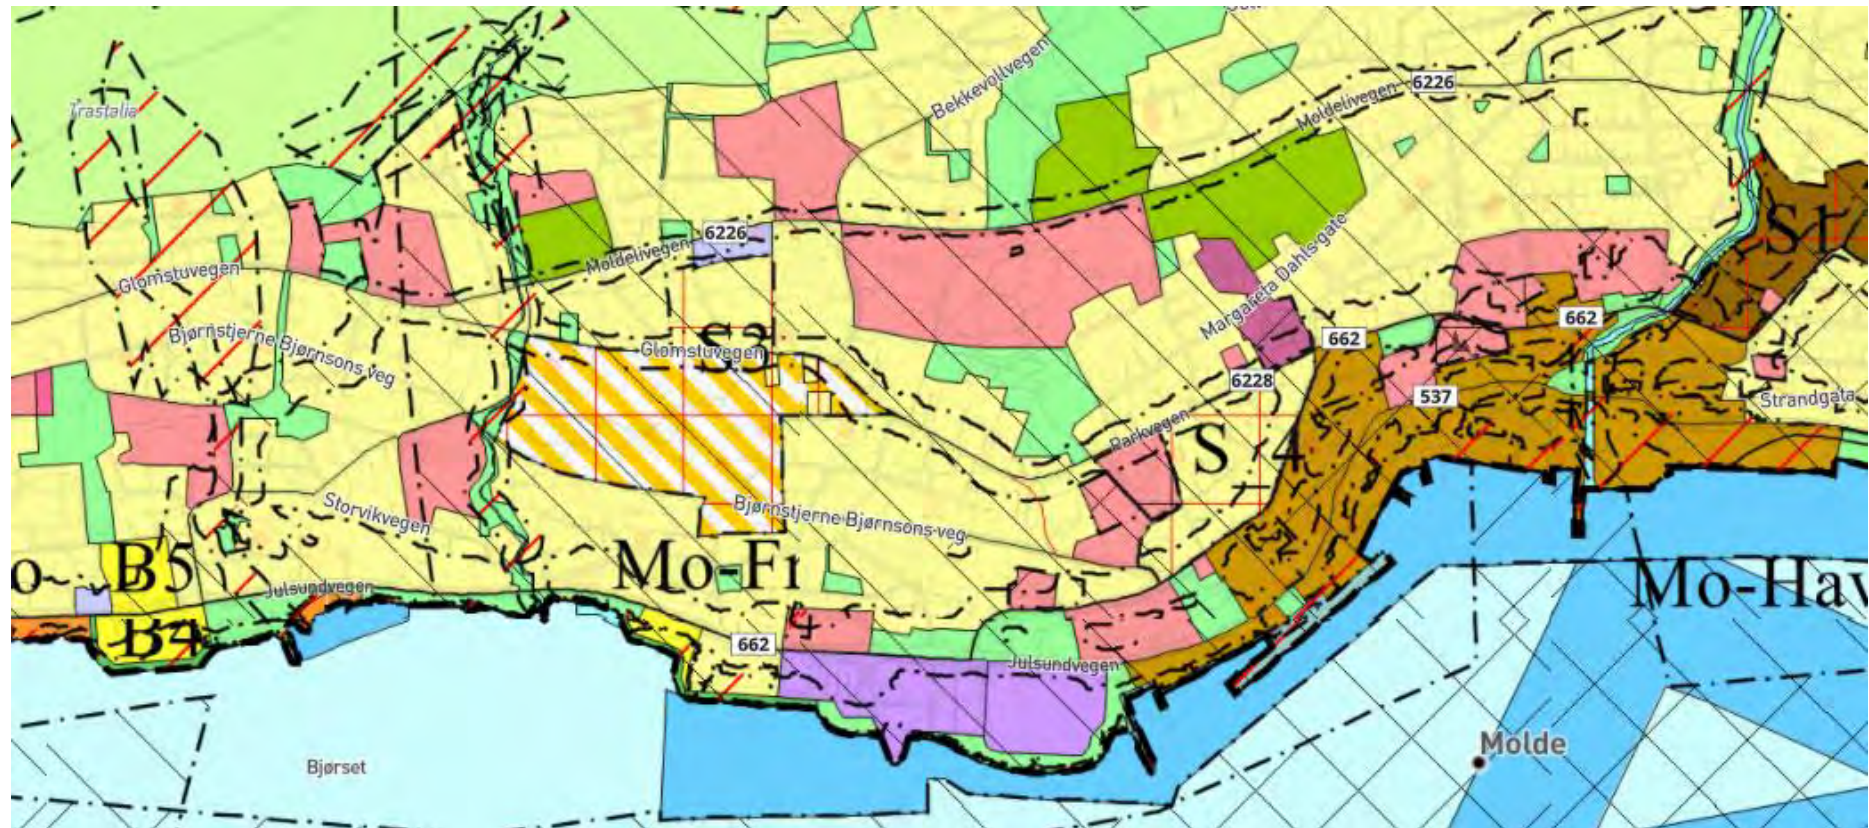 6226
Bekkevollvegen
Moldelivegen
Trastalia
S1
6226
Moldelivegen
Glomstuvegen
Margareta Dahls gate
Bjørnstjerne Bjørnsons veg
S3
Glomstuvegen
662
662
6228
537
Strandgata
Parkvegen
S 4
Storvikvegen
Bjørnstjerne Bjørnsons veg
B5
Mo-F1
Julsundvegen
Mo-Hav
B4
662
Julsundvegen
Molde
Bjørset